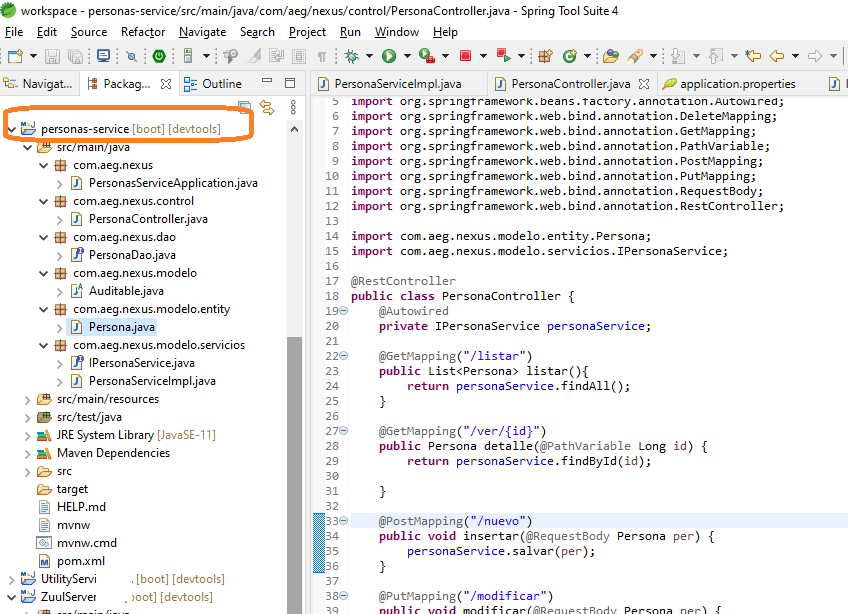 workspace - personas-service/src/main/java/com/aeg/nexus/control/PersonaController.java - Spring Tool Suite 4
File Edit Source Refactor Navigate Search Project Run Window Help
Navigat... Packag... Outline
PersonaServiceImpl.java PersonaController.java application.properties
personas-service [boot] [devtools]
src/main/java
com.aeg.nexus
PersonasServiceApplication.java
com.aeg.nexus.control
PersonaController.java
com.aeg.nexus.dao
PersonaDao.java
com.aeg.nexus.modelo
Auditable.java
com.aeg.nexus.modelo.entity
Persona.java
com.aeg.nexus.modelo.servicios
IPersonaService.java
PersonaServiceImpl.java
src/main/resources
src/test/java
JRE System Library [JavaSE-11]
Maven Dependencies
src
target
HELP.md
mvnw
mvnw.cmd
pom.xml
UtilityServi . [boot] [devtools]
ZuulServer boot] [devtools]
src/main/java
5 import org.springframework.beans.factory.annotation.Autowired;
6 import org.springframework.web.bind.annotation.DeleteMapping;
7 import org.springframework.web.bind.annotation.GetMapping;
8 import org.springframework.web.bind.annotation.PathVariable;
9 import org.springframework.web.bind.annotation.PostMapping;
10 import org.springframework.web.bind.annotation.PutMapping;
11 import org.springframework.web.bind.annotation.RequestBody;
12 import org.springframework.web.bind.annotation.RestController;
13
14 import com.aeg.nexus.modelo.entity.Persona;
15 import com.aeg.nexus.modelo.servicios.IPersonaService;
16
17 @RestController
18 public class PersonaController {
19 @Autowired
20 private IPersonaService personaService;
21
22 @GetMapping("/listar")
23 public List<Persona> listar(){
24 return personaService.findAll();
25 }
26
27 @GetMapping("/ver/{id}")
28 public Persona detalle(@PathVariable Long id) {
29 return personaService.findById(id);
30
31 }
32
33 @PostMapping("/nuevo")
34 public void insertar(@RequestBody Persona per) {
35 personaService.salvar(per);
36 }
37
38 @PutMapping("/modificar")
39 public void modificar(@RequestBody Persona per) {